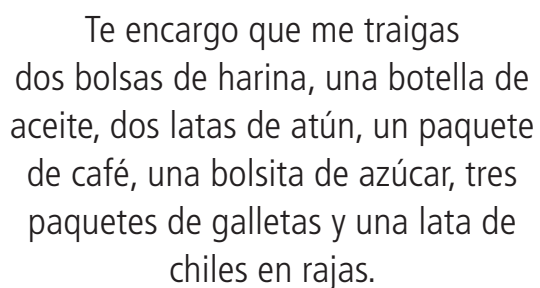 Te encargo que me traigas
dos bolsas de harina, una botella de
aceite, dos latas de atún, un paquete
de café, una bolsita de azúcar, tres
paquetes de galletas y una lata de
chiles en rajas.